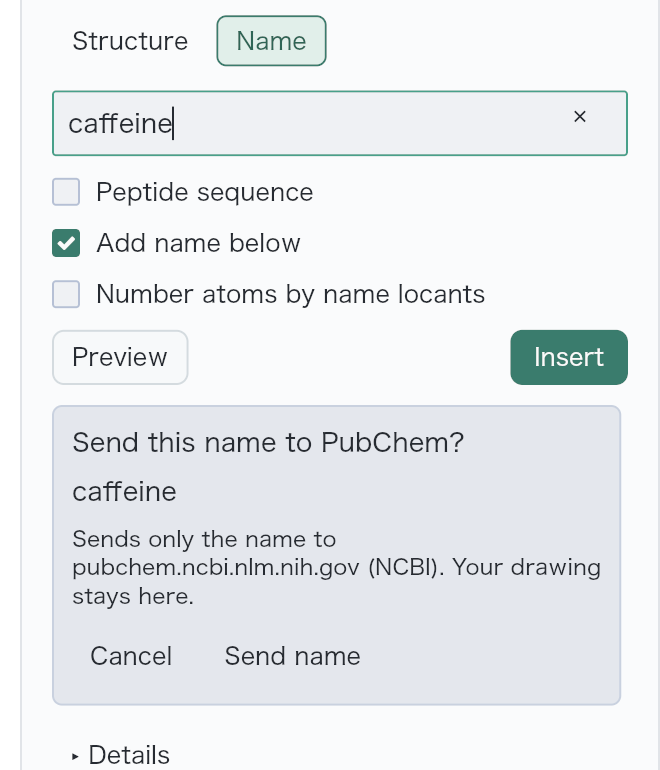 Structure Name
caffeine ×
Peptide sequence
Add name below
Number atoms by name locants
Preview Insert
Send this name to PubChem?
caffeine
Sends only the name to
pubchem.ncbi.nlm.nih.gov (NCBI). Your drawing
stays here.
Cancel Send name
▸ Details